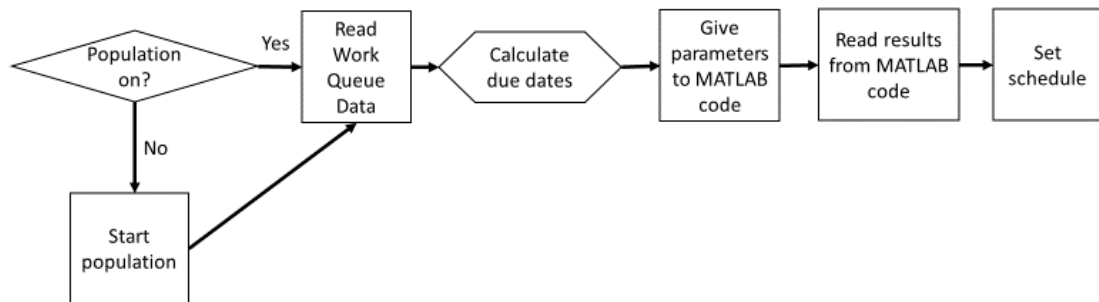 Population
on?
Yes
Read
Work
Queue
Data
Calculate
due dates
Give
parameters
to MATLAB
code
Read results
from MATLAB
code
Set
schedule
No
Start
population